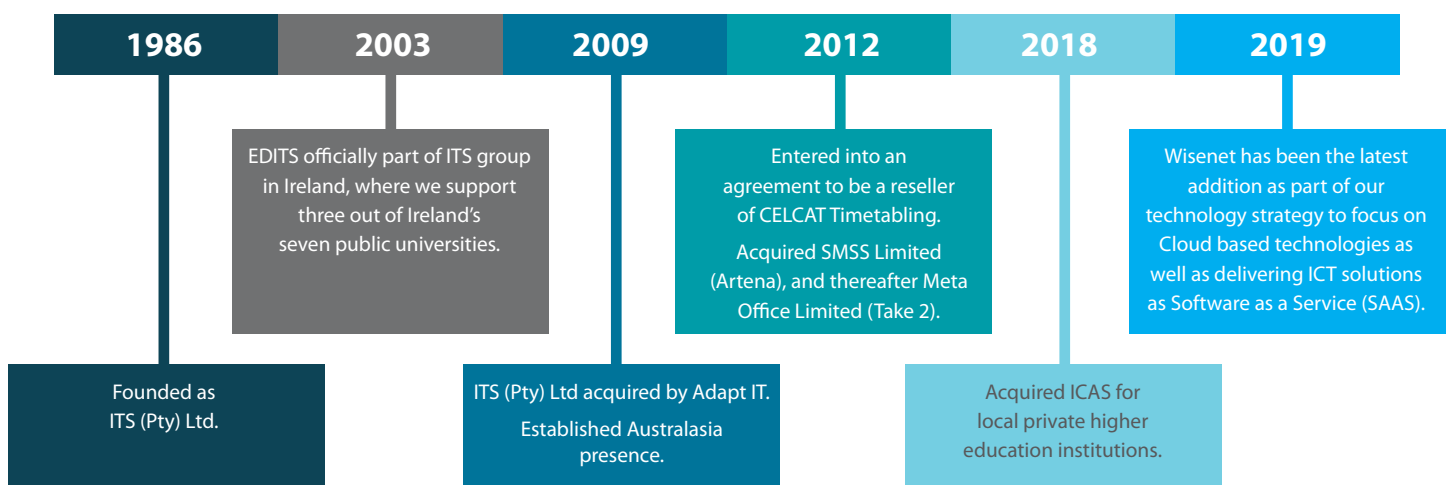 1986
2003
2009
2012
2018
2019
EDITS officially part of ITS group
in Ireland, where we support
three out of Ireland's
seven public universities.
Entered into an
agreement to be a reseller
of CELCAT Timetabling.
Acquired SMSS Limited
(Artena), and thereafter Meta
Office Limited (Take 2).
Wisenet has been the latest
addition as part of our
technology strategy to focus on
Cloud based technologies as
well as delivering ICT solutions
as Software as a Service (SAAS).
Founded as
ITS (Pty) Ltd.
ITS (Pty) Ltd acquired by Adapt IT.
Established Australasia
presence.
Acquired ICAS for
local private higher
education institutions.